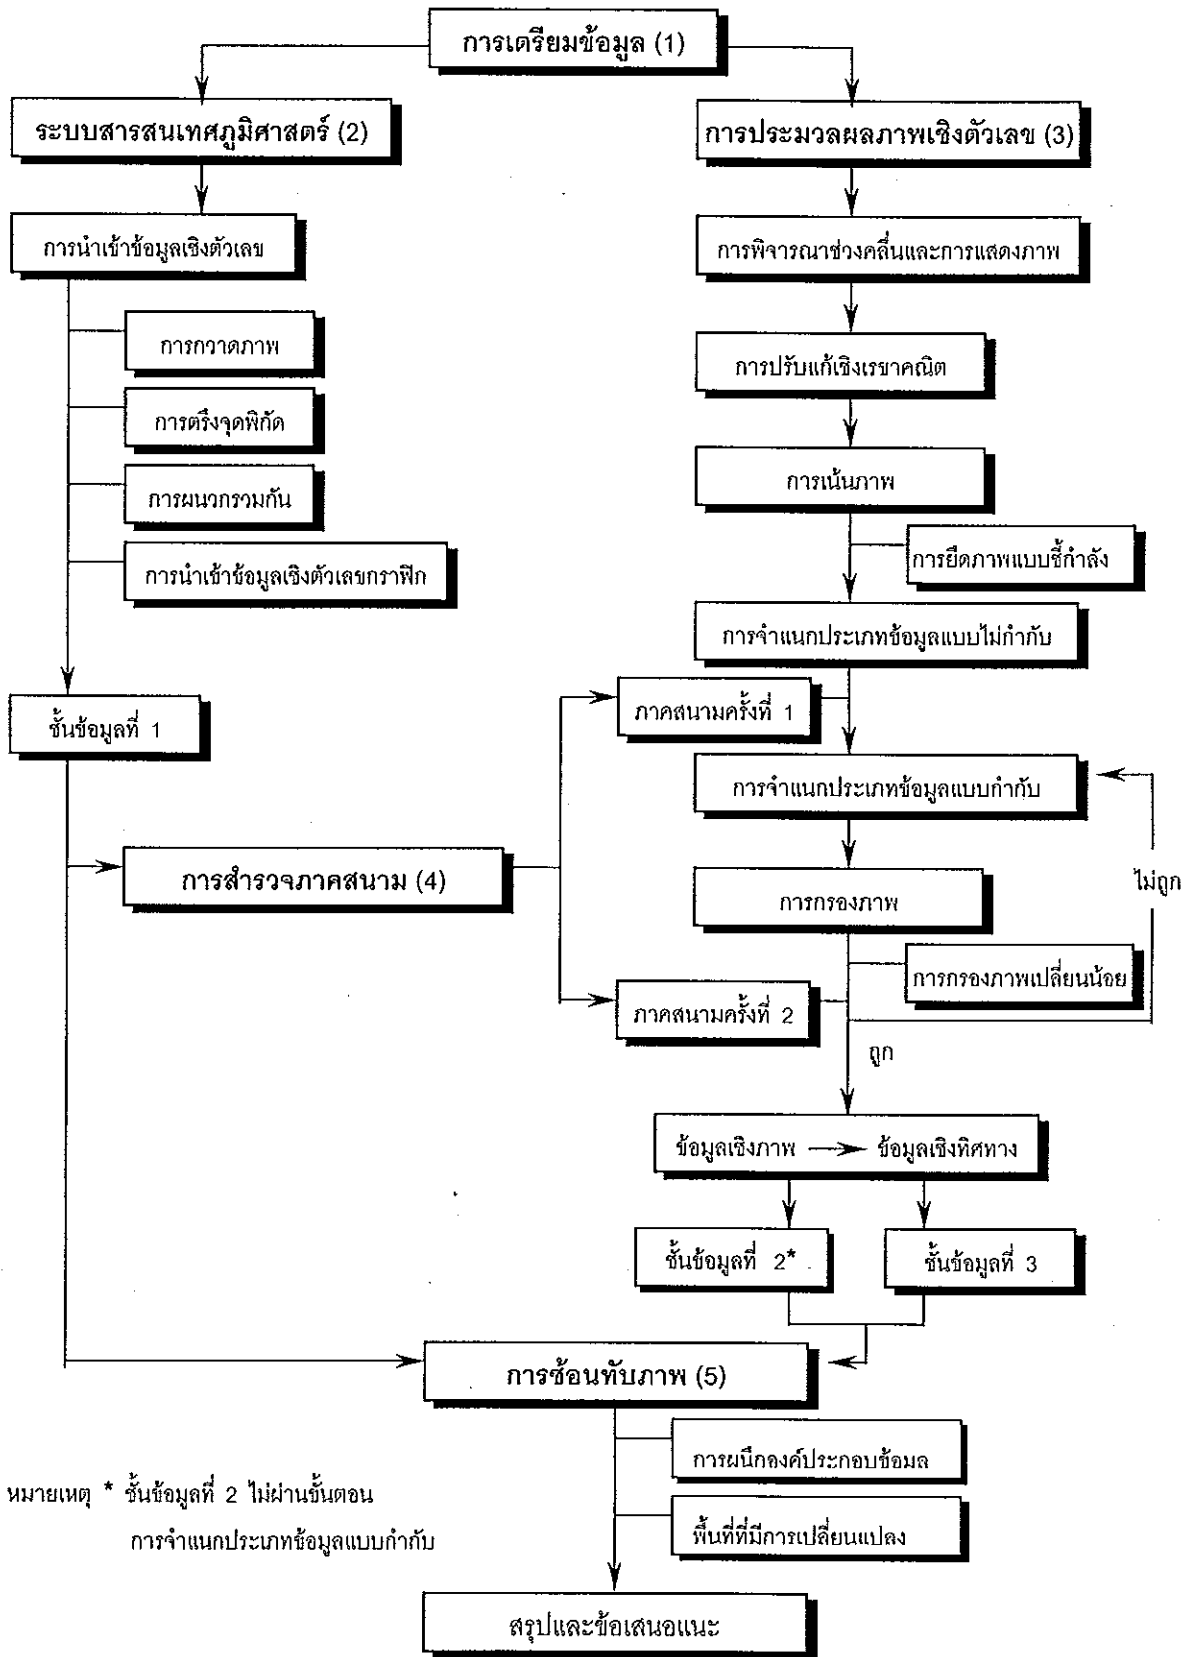 การเตรียมข้อมูล (1)
ระบบสารสนเทศภูมิศาสตร์ (2)
การประมวลผลภาพเชิงตัวเลข (3)
การนำเข้าข้อมูลเชิงตัวเลข
การพิจารณาช่วงคลื่นและการแสดงภาพ
การกวาดภาพ
การปรับแก้เชิงเรขาคณิต
การตรึงจุดพิกัด
การผนวกรวมกัน
การเน้นภาพ
การนำเข้าข้อมูลเชิงตัวเลขกราฟิก
การยืดภาพแบบชี้กำลัง
การจำแนกประเภทข้อมูลแบบไม่กำกับ
ชั้นข้อมูลที่ 1
ภาคสนามครั้งที่ 1
การจำแนกประเภทข้อมูลแบบกำกับ
การสำรวจภาคสนาม (4)
ไม่ถูก
การกรองภาพ
การกรองภาพเปลี่ยนน้อย
ภาคสนามครั้งที่ 2
ถูก
ข้อมูลเชิงภาพ → ข้อมูลเชิงทิศทาง
ชั้นข้อมูลที่ 2*
ชั้นข้อมูลที่ 3
การซ้อนทับภาพ (5)
การผนึกองค์ประกอบข้อมล
พื้นที่ที่มีการเปลี่ยนแปลง
หมายเหตุ * ชั้นข้อมูลที่ 2 ไม่ผ่านขั้นตอน
การจำแนกประเภทข้อมูลแบบกำกับ
สรุปและข้อเสนอแนะ